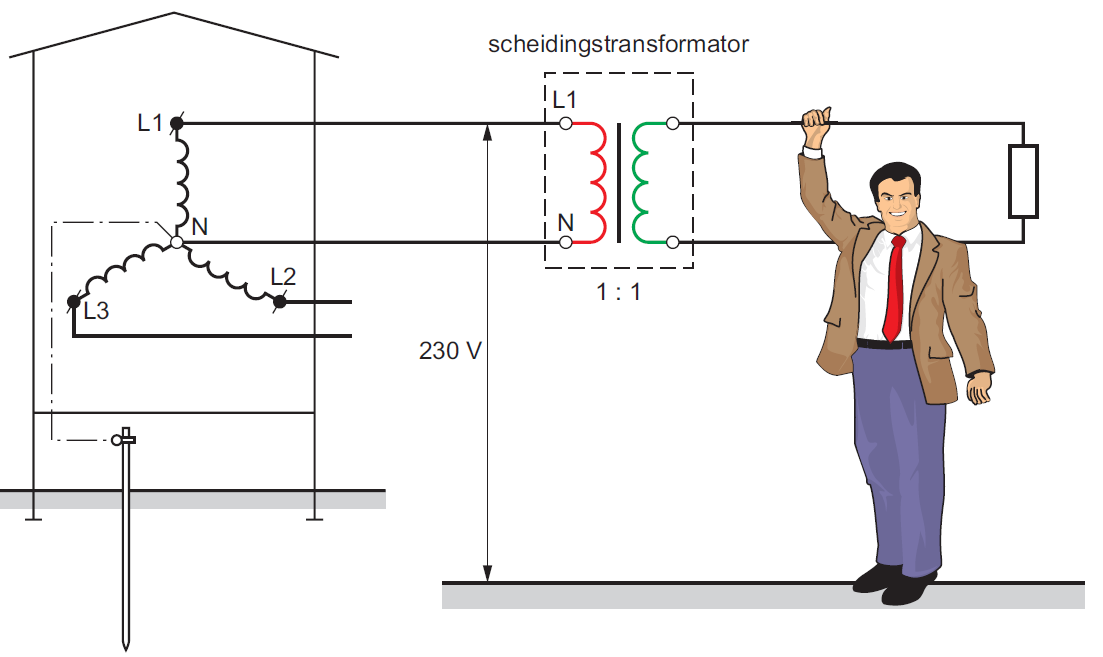 scheidingstransformator
L1
L1
N
N
L2
L3
1 : 1
230 V